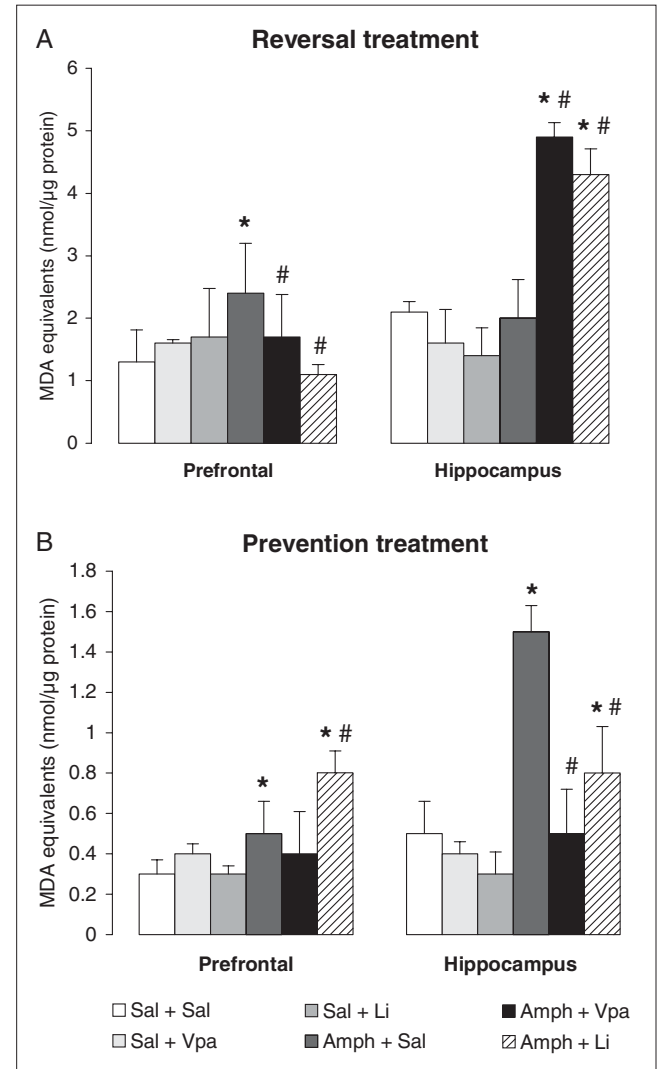 A
Reversal treatment
MDA equivalents (nmol/µg protein)
6
5
4
3
2
1
0
*
#
#
* #
* #
Prefrontal
Hippocampus
B
Prevention treatment
MDA equivalents (nmol/µg protein)
1.8
1.6
1.4
1.2
1
0.8
0.6
0.4
0.2
0
*
* #
*
#
* #
Prefrontal
Hippocampus
Sal + Sal
Sal + Li
Amph + Vpa
Sal + Vpa
Amph + Sal
Amph + Li